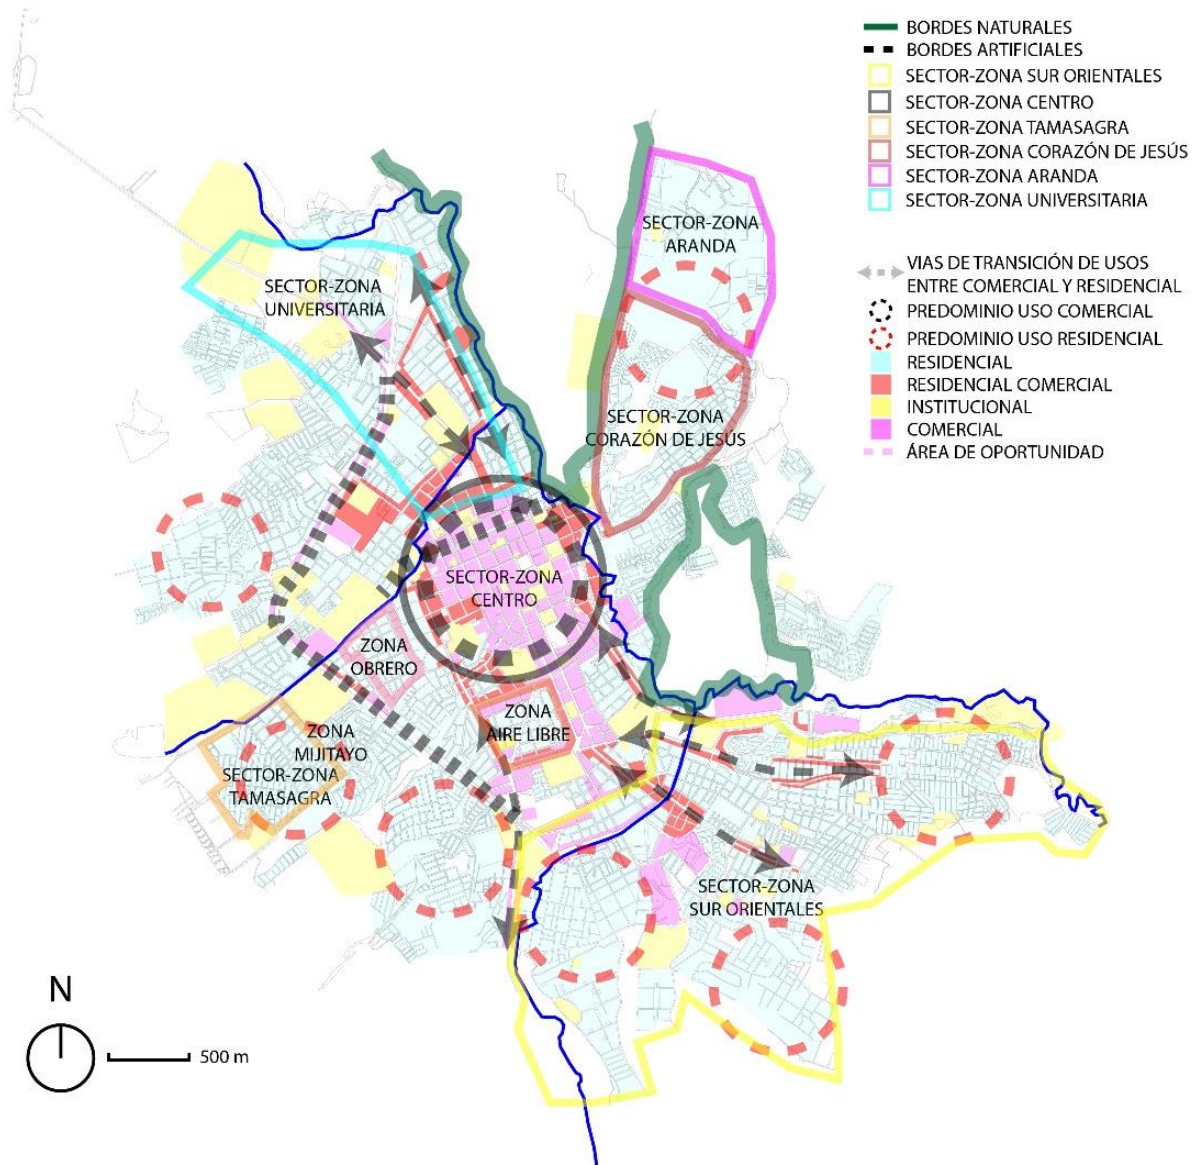 BORDES NATURALES
BORDES ARTIFICIALES
SECTOR-ZONA SUR ORIENTALES
SECTOR-ZONA CENTRO
SECTOR-ZONA TAMASAGRA
SECTOR-ZONA CORAZÓN DE JESÚS
SECTOR-ZONA ARANDA
SECTOR-ZONA UNIVERSITARIA
VIAS DE TRANSICIÓN DE USOS
ENTRE COMERCIAL Y RESIDENCIAL
PREDOMINIO USO COMERCIAL
PREDOMINIO USO RESIDENCIAL
RESIDENCIAL
RESIDENCIAL COMERCIAL
INSTITUCIONAL
COMERCIAL
ÁREA DE OPORTUNIDAD
SECTOR-ZONA
ARANDA
SECTOR-ZONA
UNIVERSITARIA
SECTOR-ZONA
CORAZÓN DE JESÚS
SECTOR-ZONA
CENTRO
ZONA
OBRERO
ZONA
AIRE LIBRE
ZONA
MIJITAYO
SECTOR-ZONA
TAMASAGRA
SECTOR-ZONA
SUR ORIENTALES
N
500 m